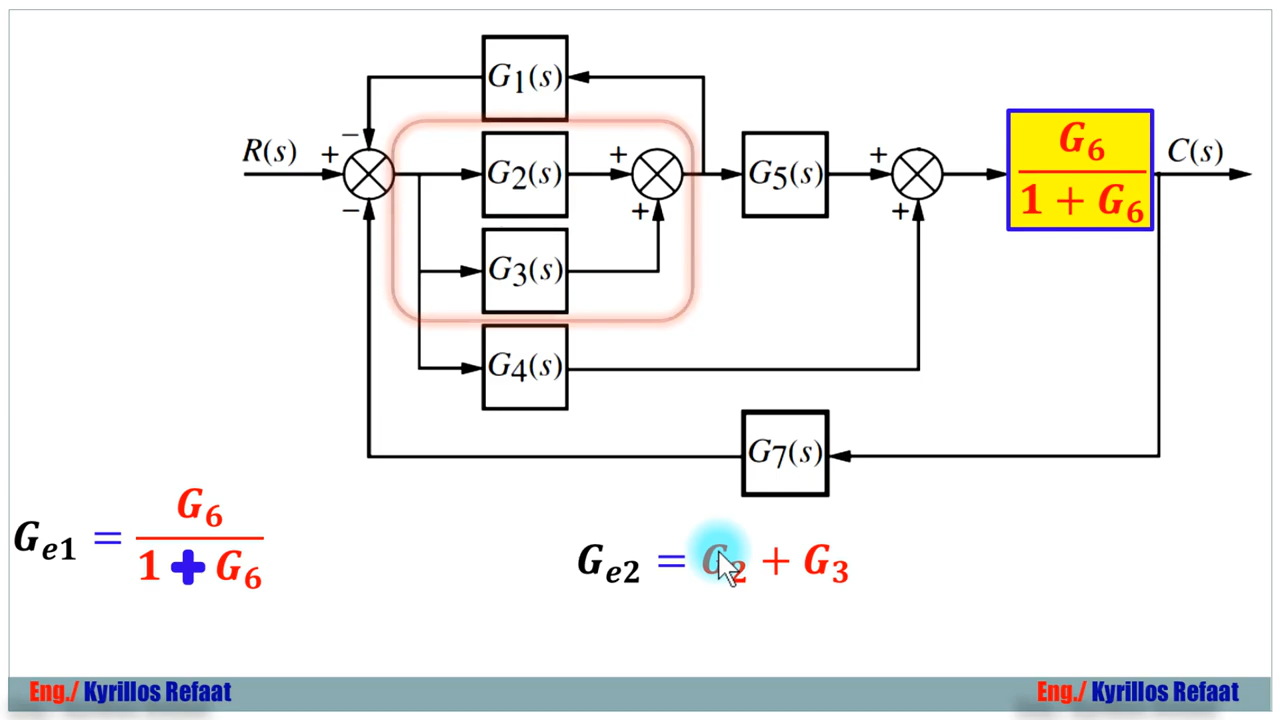 G1(s)
R(s) + − −
G2(s) + +
G5(s) + +
G6
1 + G6
C(s)
G3(s)
G4(s)
G7(s)
Ge1 = G6 / 1 + G6
Ge2 = G2 + G3
Eng./ Kyrillos Refaat
Eng./ Kyrillos Refaat